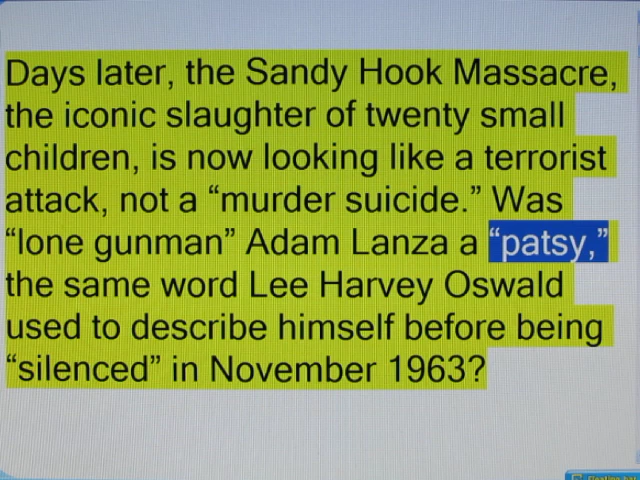 Days later, the Sandy Hook Massacre,
the iconic slaughter of twenty small
children, is now looking like a terrorist
attack, not a “murder suicide.” Was
“lone gunman” Adam Lanza a “patsy,”
the same word Lee Harvey Oswald
used to describe himself before being
“silenced” in November 1963?